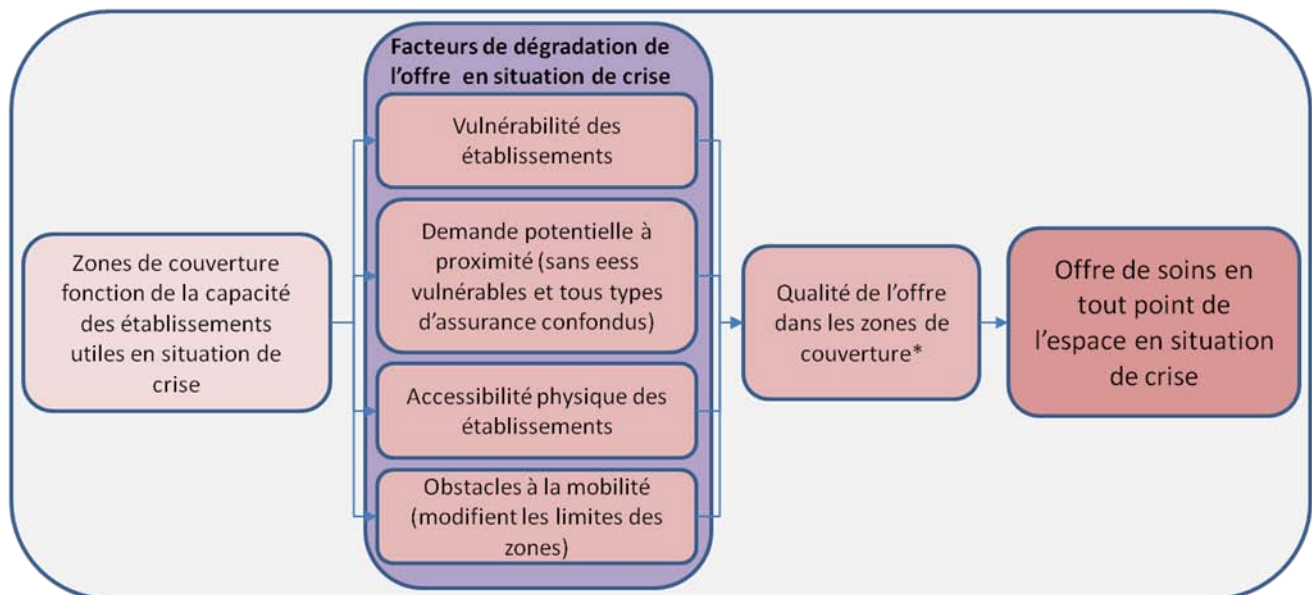 Zones de couverture
fonction de la capacité
des établissements
utiles en situation de
crise
Facteurs de dégradation de
l'offre en situation de crise
Vulnérabilité des
établissements
Demande potentielle à
proximité (sans eess
vulnérables et tous types
d'assurance confondus)
Accessibilité physique des
établissements
Obstacles à la mobilité
(modifient les limites des
zones)
Qualité de l'offre
dans les zones de
couverture*
Offre de soins en
tout point de
l'espace en situation
de crise